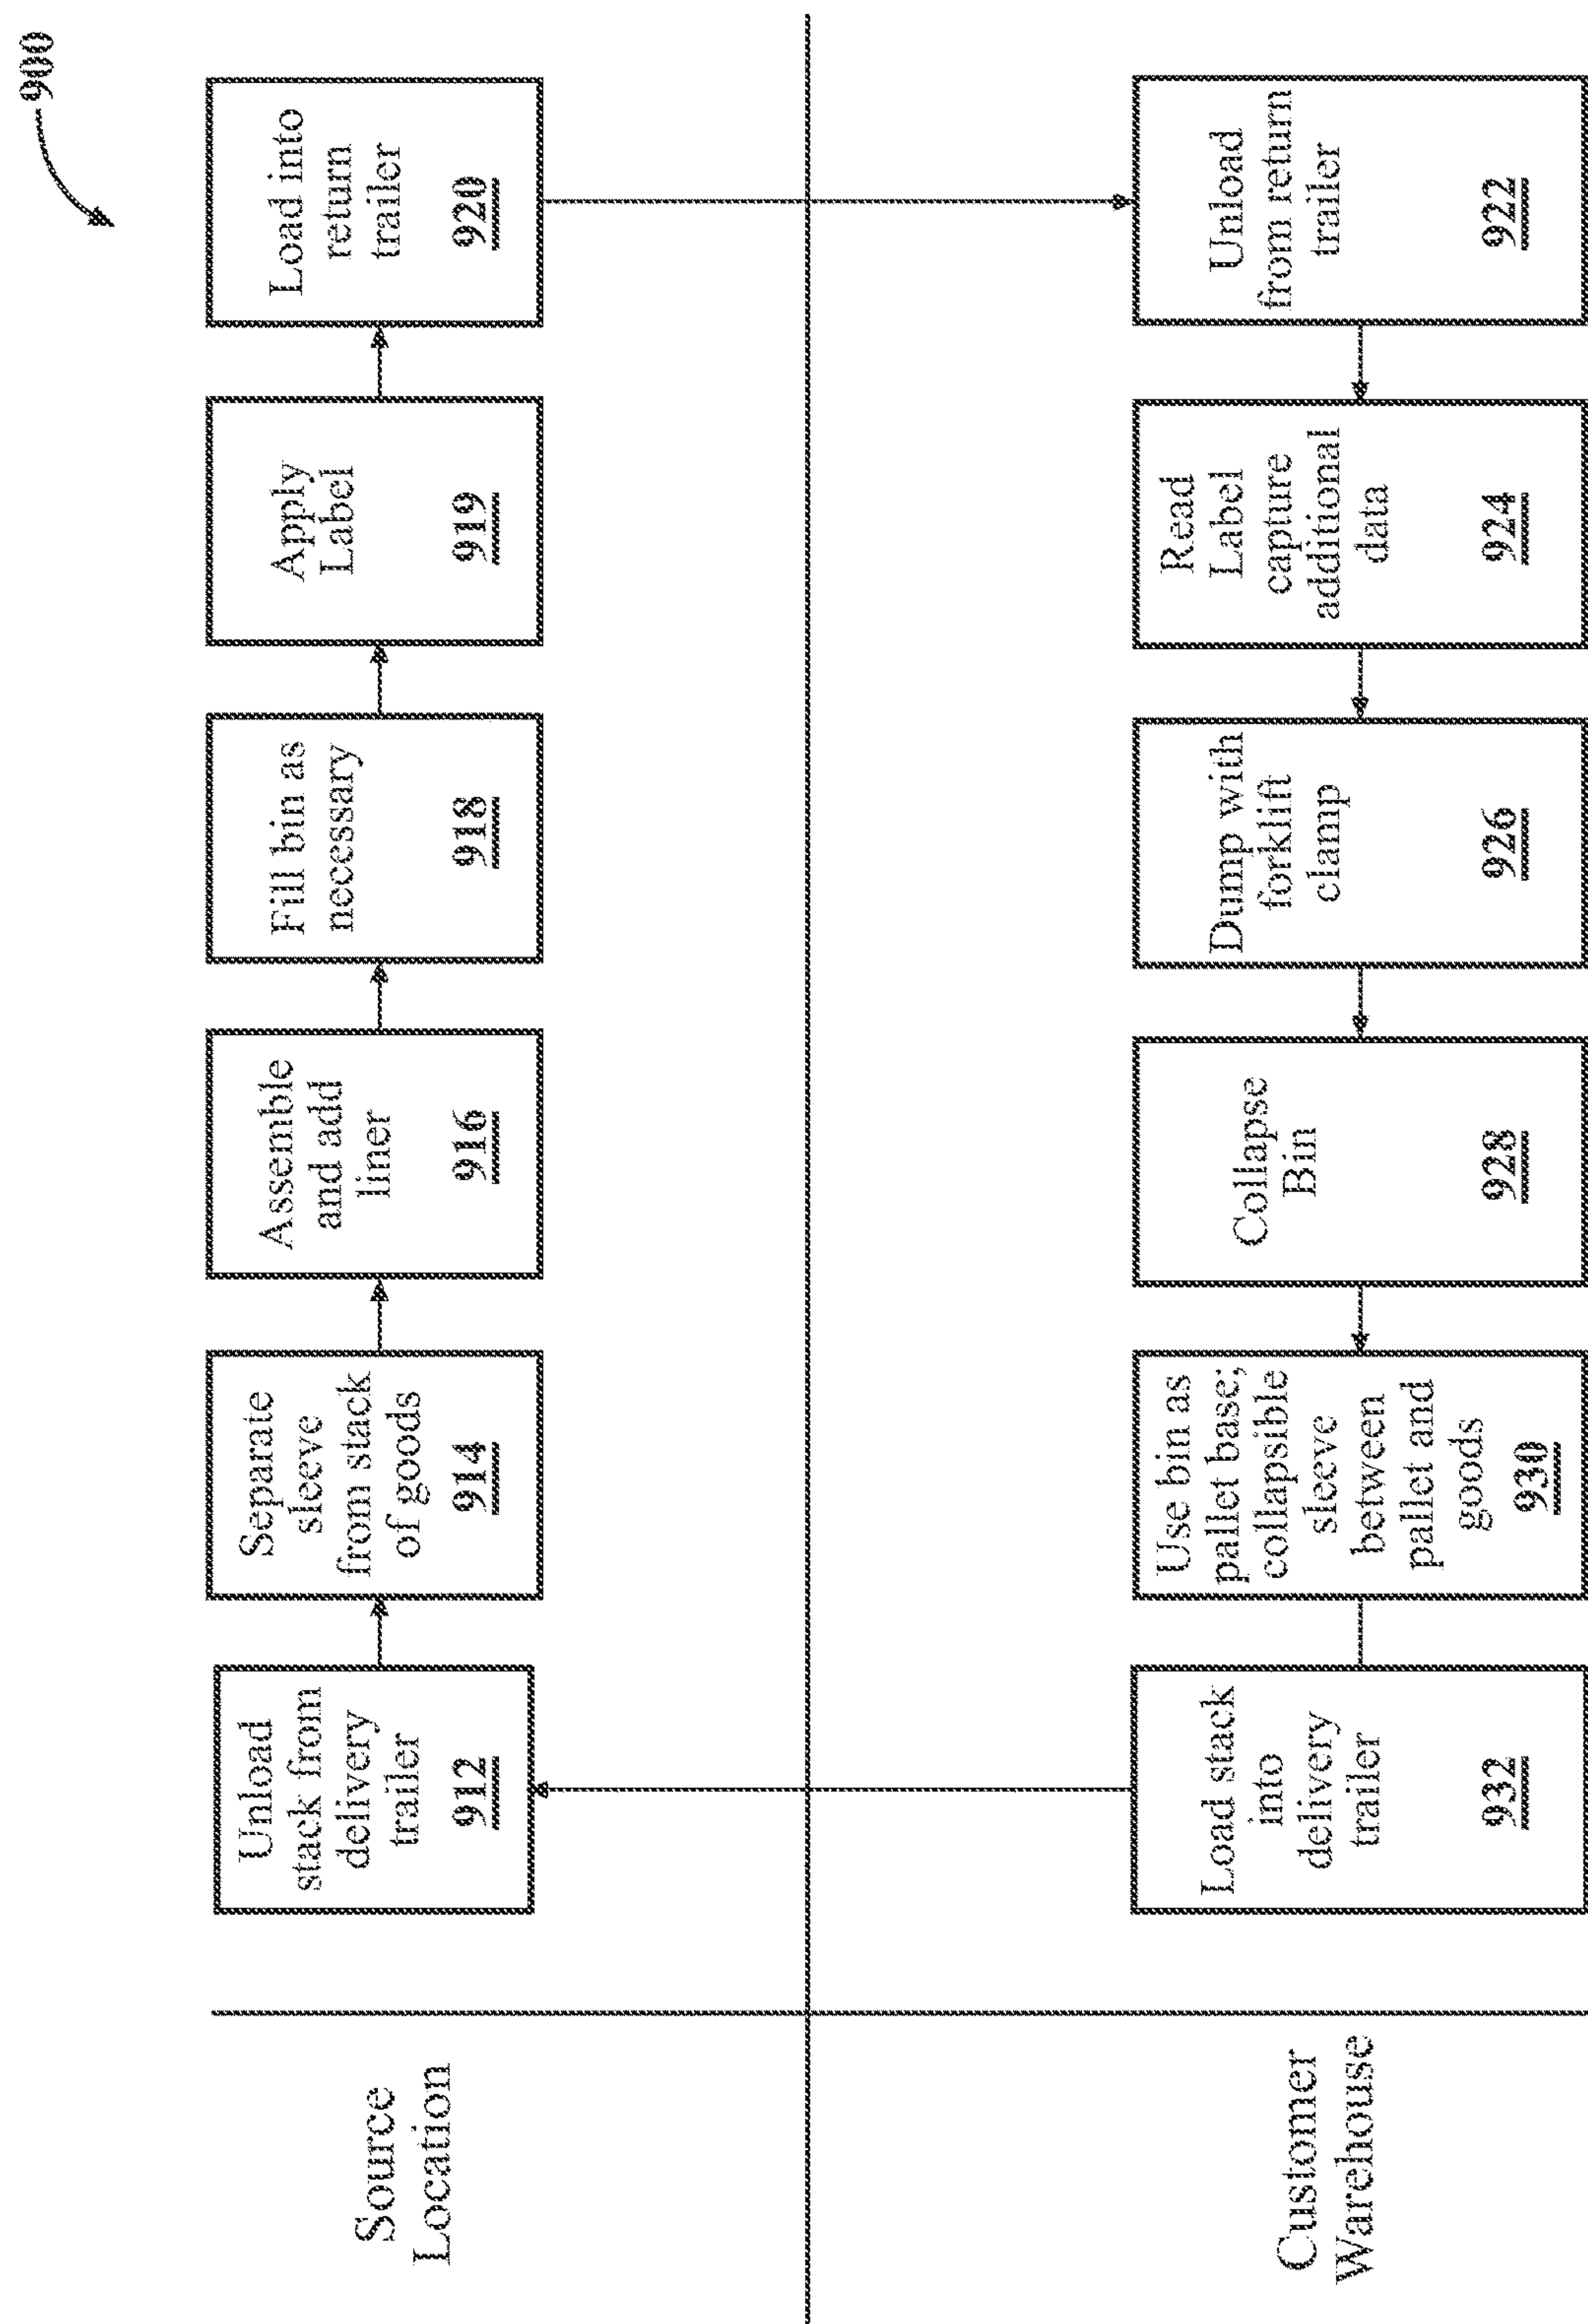 900
Source
Location
Unload
stack from
delivery
trailer
912
Separate
sleeve
from stack
of goods
914
Assemble
and add
liner
916
Fill bin as
necessary
918
Apply
Label
919
Load into
return
trailer
920
Customer
Warehouse
Load stack
into
delivery
trailer
932
Use bin as
pallet base;
collapsible
sleeve
between
pallet and
goods
930
Collapse
Bin
928
Dump with
forklift
clamp
926
Read
Label
capture
additional
data
924
Unload
from return
trailer
922